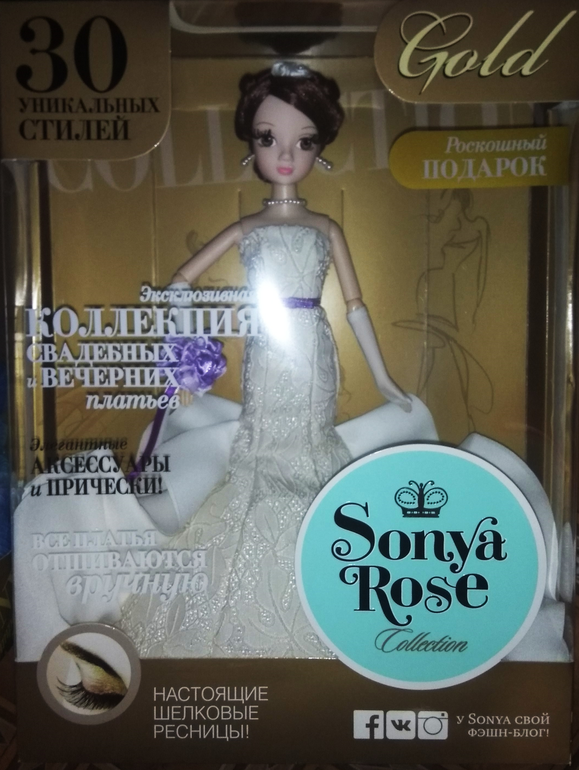 30
УНИКАЛЬНЫХ
СТИЛЕЙ
Gold
Роскошный
ПОДАРОК
Эксклюзивная
КОЛЛЕКЦИЯ
СВАДЕБНЫХ
и ВЕЧЕРНИХ
платьев
Элегантные
АКСЕССУАРЫ
и ПРИЧЕСКИ!
ВСЕ ПЛАТЬЯ
ОТШИВАЮТСЯ
вручную
Sonya
Rose
Collection
НАСТОЯЩИЕ
ШЕЛКОВЫЕ
РЕСНИЦЫ!
У SONYA СВОЙ
ФЭШН-БЛОГ!